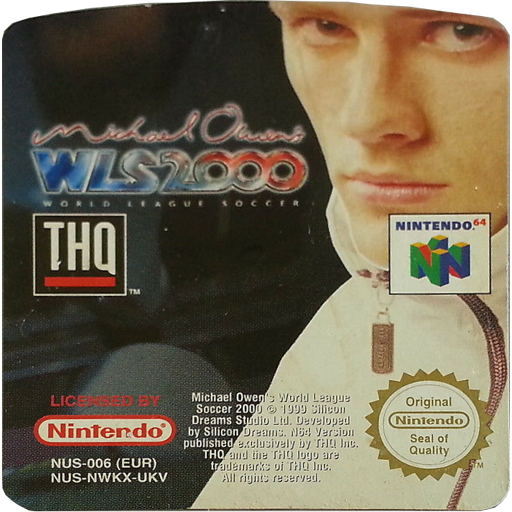 Michael Owen's
WLS2000
WORLD LEAGUE SOCCER
THQ
TM
NINTENDO 64
N
LICENSED BY
Nintendo
NUS-006 (EUR)
NUS-NWKX-UKV
Michael Owen's World League
Soccer 2000 © 1999 Silicon
Dreams Studio Ltd. Developed
by Silicon Dreams. N64 Version
published exclusively by THQ Inc.
THQ and the THQ logo are
trademarks of THQ Inc.
All rights reserved.
Original
Nintendo
Seal of
Quality
TM